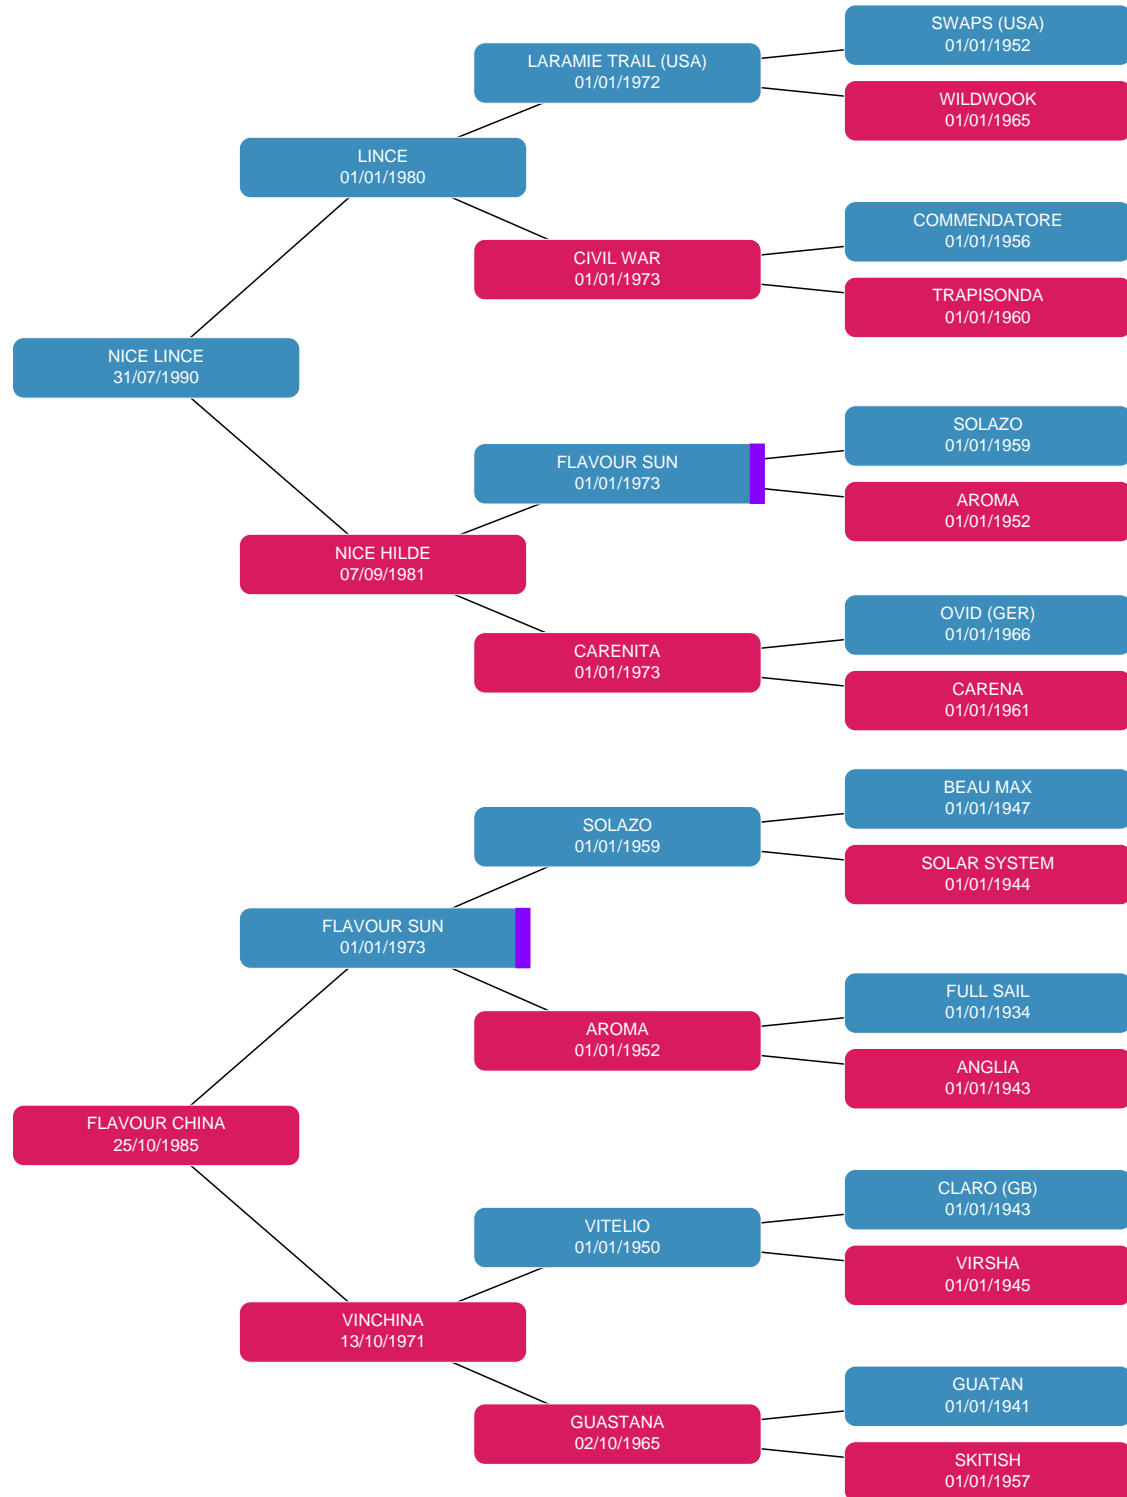 SWAPS (USA)
01/01/1952
LARAMIE TRAIL (USA)
01/01/1972
WILDWOOK
01/01/1965
LINCE
01/01/1980
COMMENDATORE
01/01/1956
CIVIL WAR
01/01/1973
TRAPISONDA
01/01/1960
NICE LINCE
31/07/1990
SOLAZO
01/01/1959
FLAVOUR SUN
01/01/1973
AROMA
01/01/1952
NICE HILDE
07/09/1981
OVID (GER)
01/01/1966
CARENITA
01/01/1973
CARENA
01/01/1961
BEAU MAX
01/01/1947
SOLAZO
01/01/1959
SOLAR SYSTEM
01/01/1944
FLAVOUR SUN
01/01/1973
FULL SAIL
01/01/1934
AROMA
01/01/1952
ANGLIA
01/01/1943
FLAVOUR CHINA
25/10/1985
CLARO (GB)
01/01/1943
VITELIO
01/01/1950
VIRSHA
01/01/1945
VINCHINA
13/10/1971
GUATAN
01/01/1941
GUASTANA
02/10/1965
SKITISH
01/01/1957